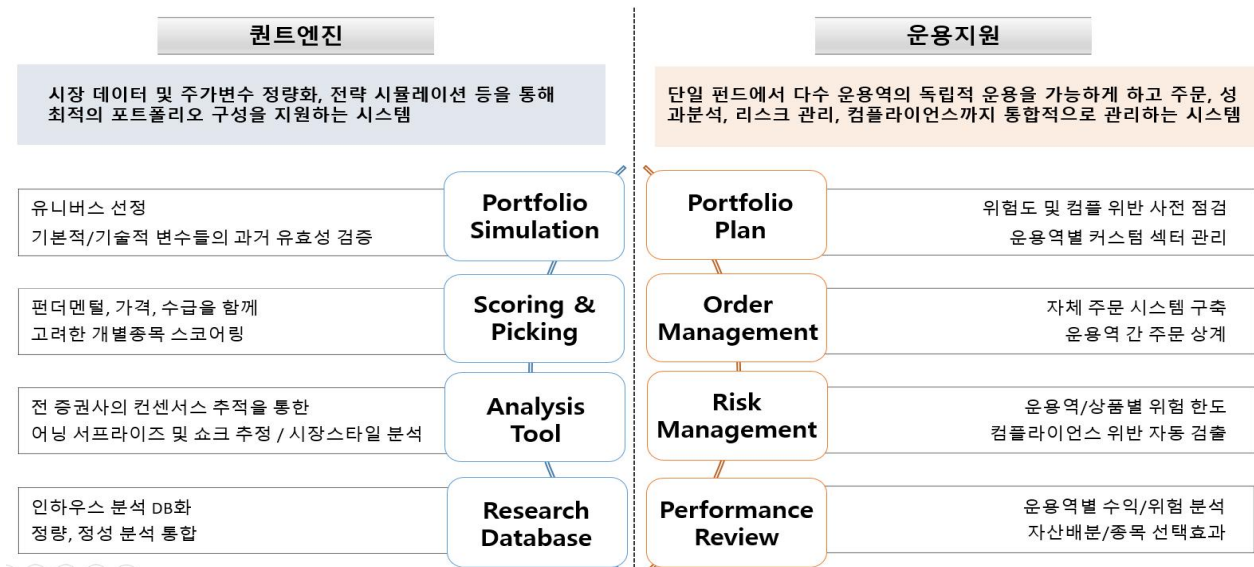 퀀트엔진
시장 데이터 및 주가변수 정량화, 전략 시뮬레이션 등을 통해
최적의 포트폴리오 구성을 지원하는 시스템
유니버스 선정
기본적/기술적 변수들의 과거 유효성 검증
Portfolio
Simulation
펀더멘털, 가격, 수급을 함께
고려한 개별종목 스코어링
Scoring &
Picking
전 증권사의 컨센서스 추적을 통한
어닝 서프라이즈 및 쇼크 추정 / 시장스타일 분석
Analysis
Tool
인하우스 분석 DB화
정량, 정성 분석 통합
Research
Database
운용지원
단일 펀드에서 다수 운용역의 독립적 운용을 가능하게 하고 주문, 성
과분석, 리스크 관리, 컴플라이언스까지 통합적으로 관리하는 시스템
Portfolio
Plan
위험도 및 컴플 위반 사전 점검
운용역별 커스텀 섹터 관리
Order
Management
자체 주문 시스템 구축
운용역 간 주문 상계
Risk
Management
운용역/상품별 위험 한도
컴플라이언스 위반 자동 검출
Performance
Review
운용역별 수익/위험 분석
자산배분/종목 선택효과